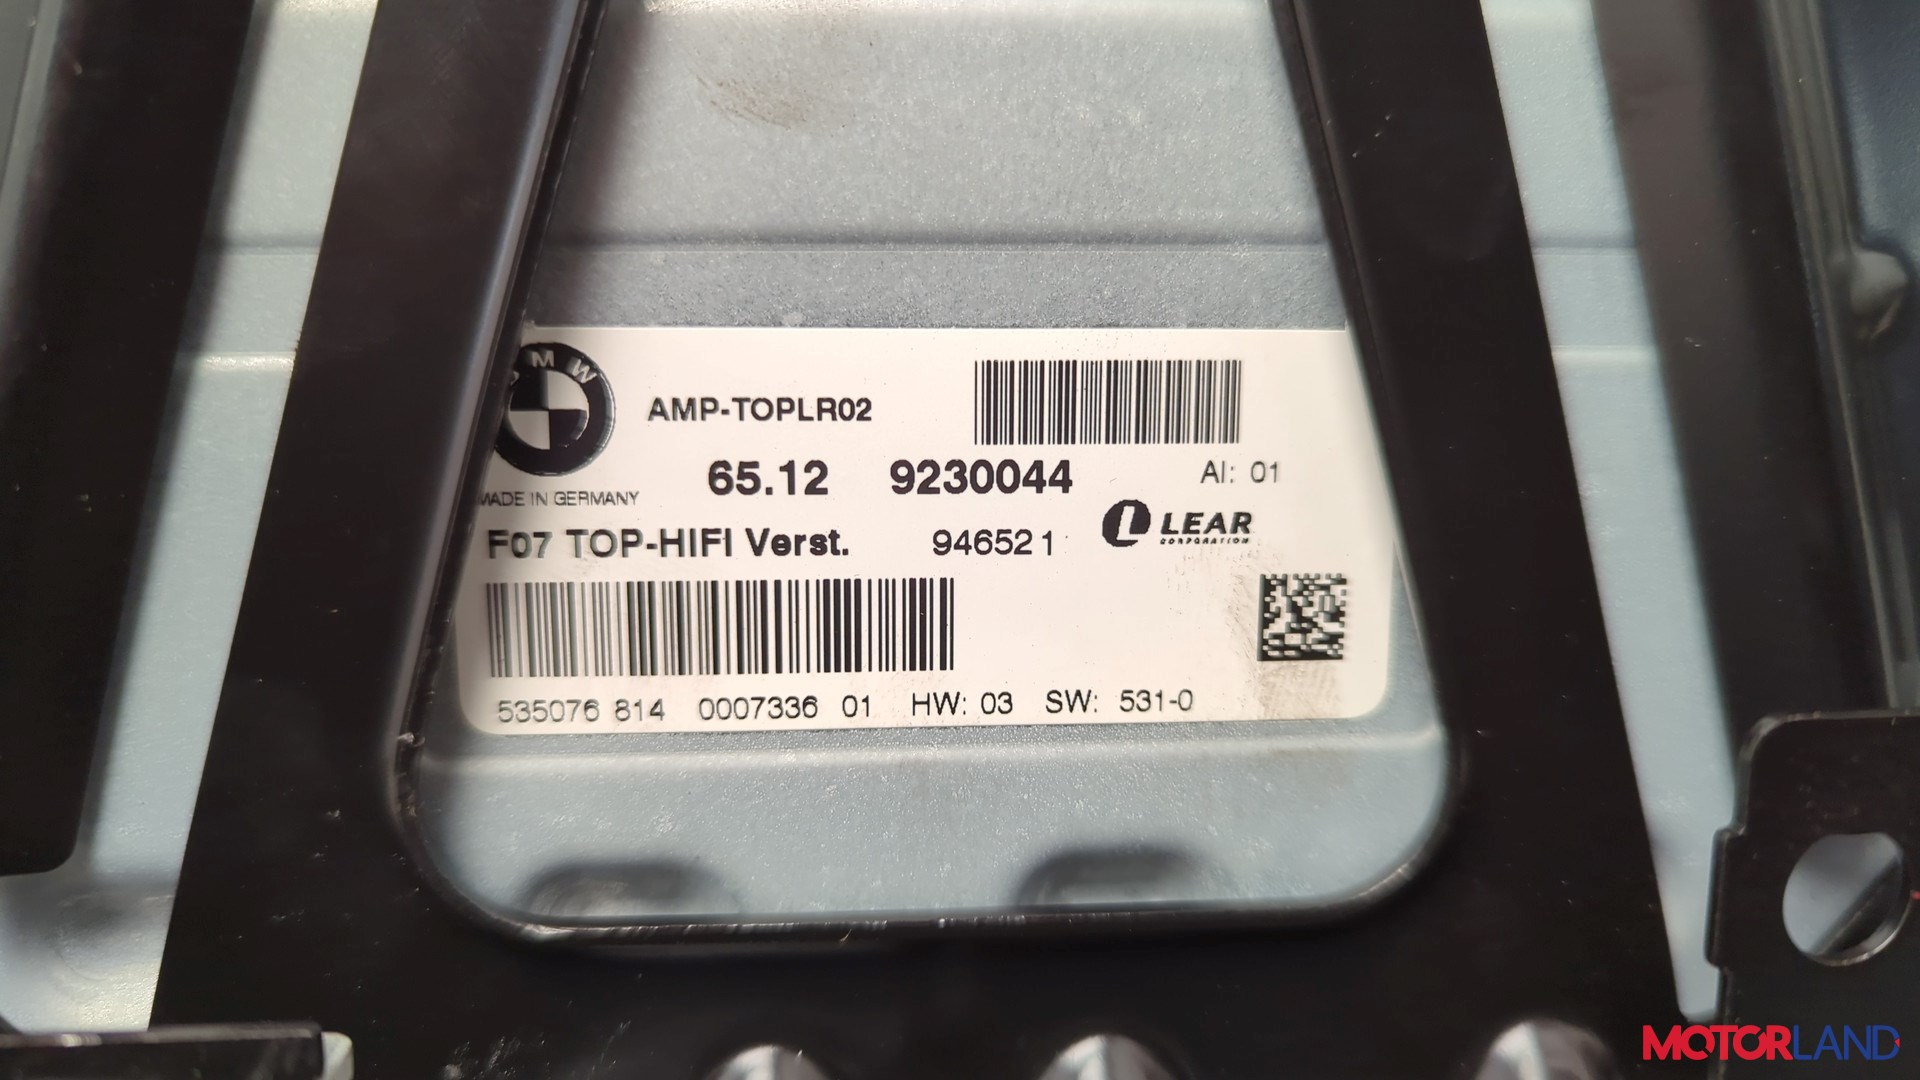 BMW
AMP-TOPLR02
65.12 9230044 AI: 01
MADE IN GERMANY
F07 TOP-HIFI Verst. 946521 LEAR
CORPORATION
535076 814 0007336 01 HW: 03 SW: 531-0
MOTORLAND